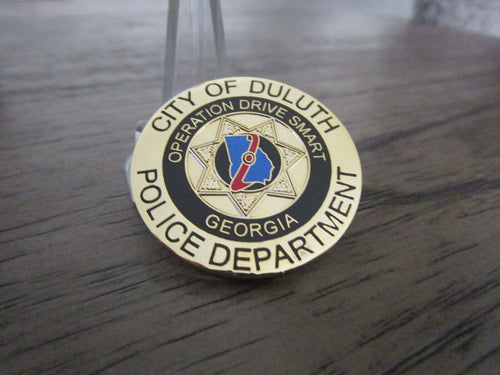 CITY OF DULUTH
OPERATION DRIVE SMART
GEORGIA
POLICE DEPARTMENT